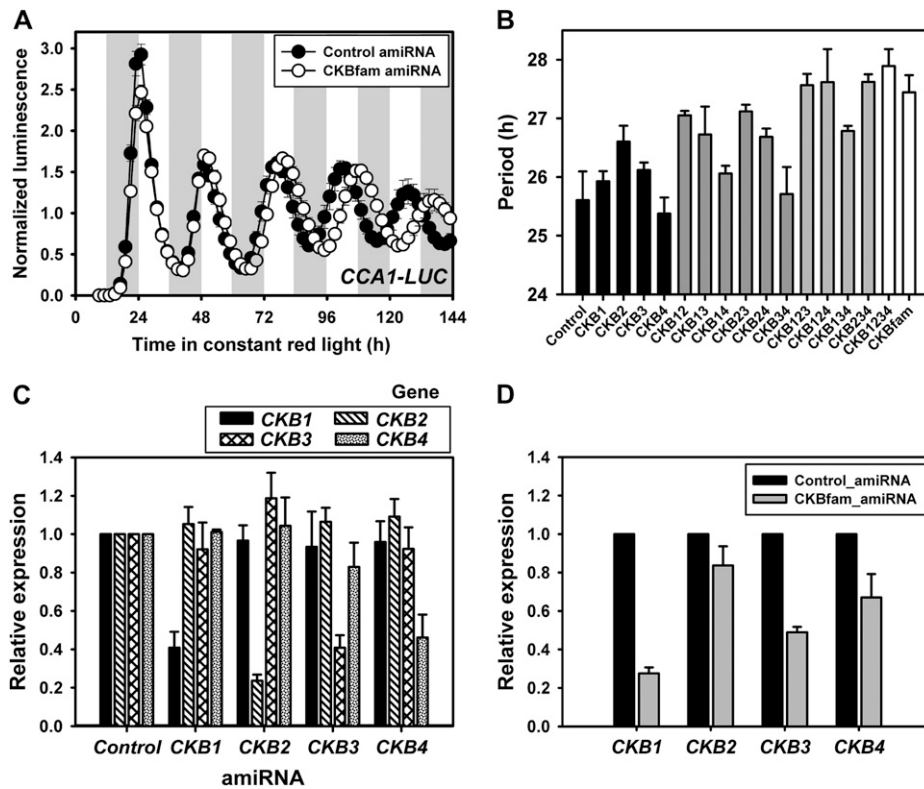 A
Control amiRNA
CKBfam amiRNA
Normalized luminescence
3.0
2.5
2.0
1.5
1.0
0.5
0.0
CCA1-LUC
0 24 48 72 96 120 144
Time in constant red light (h)
B
Period (h)
28
27
26
25
24
Control
CKB1
CKB2
CKB3
CKB4
CKB12
CKB13
CKB14
CKB23
CKB24
CKB34
CKB123
CKB124
CKB134
CKB234
CKB1234
CKBfam
C
Gene
CKB1 CKB2
CKB3 CKB4
Relative expression
1.4
1.2
1.0
0.8
0.6
0.4
0.2
0.0
Control CKB1 CKB2 CKB3 CKB4
amiRNA
D
Control_amiRNA
CKBfam_amiRNA
Relative expression
1.4
1.2
1.0
0.8
0.6
0.4
0.2
0.0
CKB1 CKB2 CKB3 CKB4